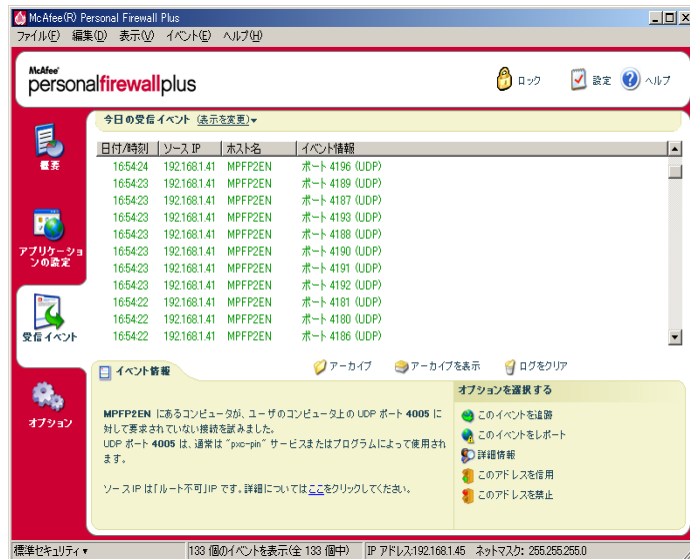 McAfee(R) Personal Firewall Plus
ファイル(F) 編集(D) 表示(V) イベント(E) ヘルプ(H)
McAfee
personalfirewallplus
ロック 設定 ヘルプ
今日の受信イベント (表示を変更)
日付/時刻 ソース IP ホスト名 イベント情報
16:54:24 192.168.1.41 MPFP2EN ポート 4196 (UDP)
16:54:23 192.168.1.41 MPFP2EN ポート 4189 (UDP)
16:54:23 192.168.1.41 MPFP2EN ポート 4187 (UDP)
16:54:23 192.168.1.41 MPFP2EN ポート 4193 (UDP)
16:54:23 192.168.1.41 MPFP2EN ポート 4188 (UDP)
16:54:23 192.168.1.41 MPFP2EN ポート 4190 (UDP)
16:54:23 192.168.1.41 MPFP2EN ポート 4191 (UDP)
16:54:23 192.168.1.41 MPFP2EN ポート 4192 (UDP)
16:54:22 192.168.1.41 MPFP2EN ポート 4181 (UDP)
16:54:22 192.168.1.41 MPFP2EN ポート 4180 (UDP)
16:54:22 192.168.1.41 MPFP2EN ポート 4186 (UDP)
概要
アプリケーショ
ンの設定
受信イベント
オプション
イベント情報
アーカイブ アーカイブを表示 ログをクリア
MPFP2EN にあるコンピュータが、ユーザのコンピュータ上の UDP ポート 4005 に
対して要求されていない接続を試みました。
UDP ポート 4005 は、通常は "pxc-pin" サービスまたはプログラムによって使用され
ます。
ソース IP は「ルート不可」IP です。詳細についてはここをクリックしてください。
オプションを選択する
このイベントを追跡
このイベントをレポート
詳細情報
このアドレスを信用
このアドレスを禁止
標準セキュリティ 133 個のイベントを表示(全 133 個中) IP アドレス:192.168.1.45 ネットマスク: 255.255.255.0